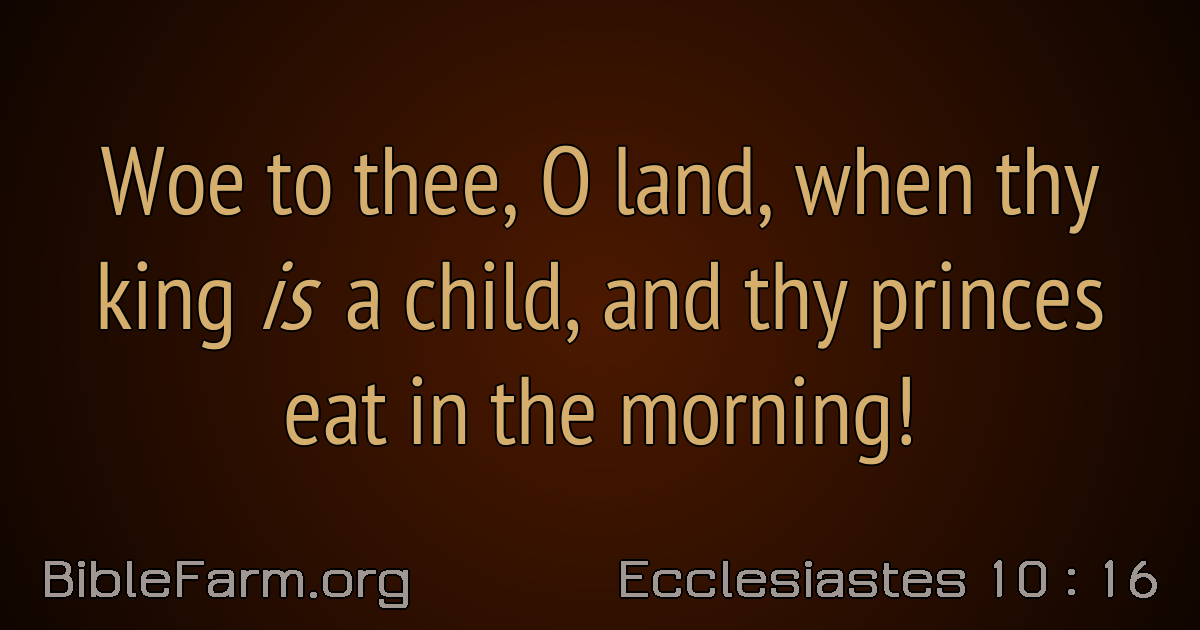 Woe to thee, O land, when thy
king is a child, and thy princes
eat in the morning!
BibleFarm.org
Ecclesiastes 10 : 16